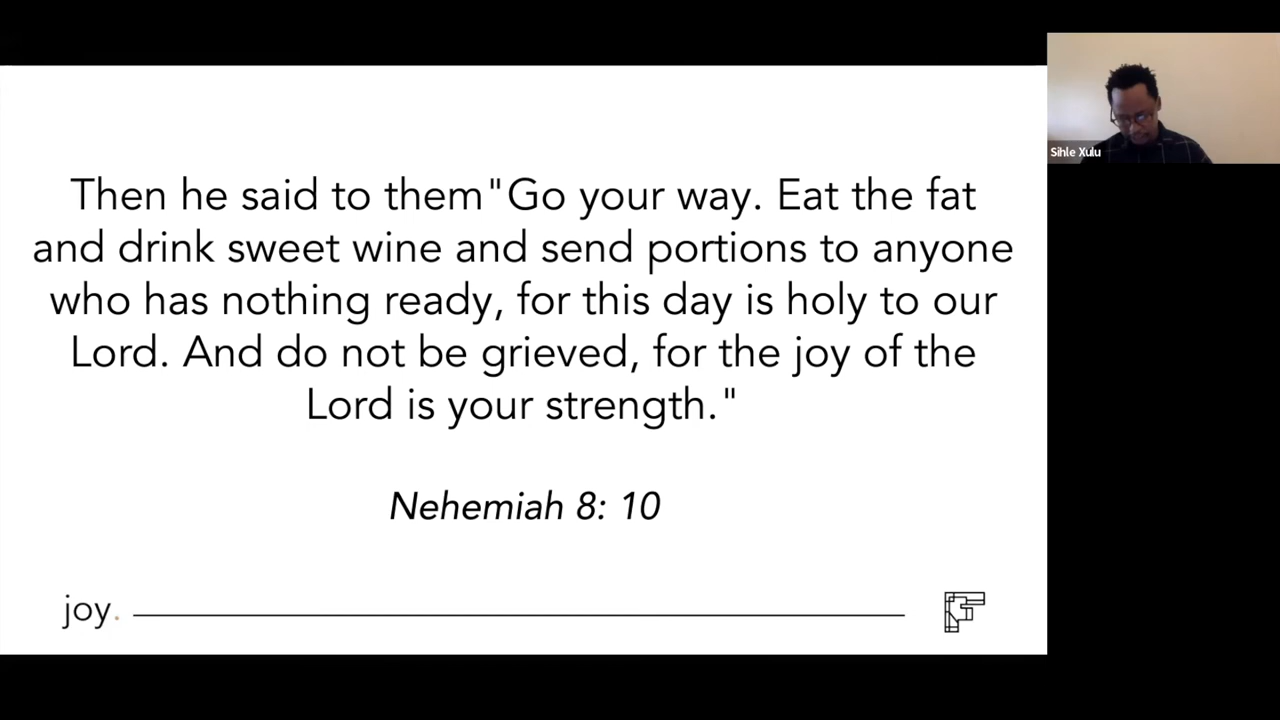 Then he said to them"Go your way. Eat the fat
and drink sweet wine and send portions to anyone
who has nothing ready, for this day is holy to our
Lord. And do not be grieved, for the joy of the
Lord is your strength."
Nehemiah 8: 10
joy.
Sihle Xulu